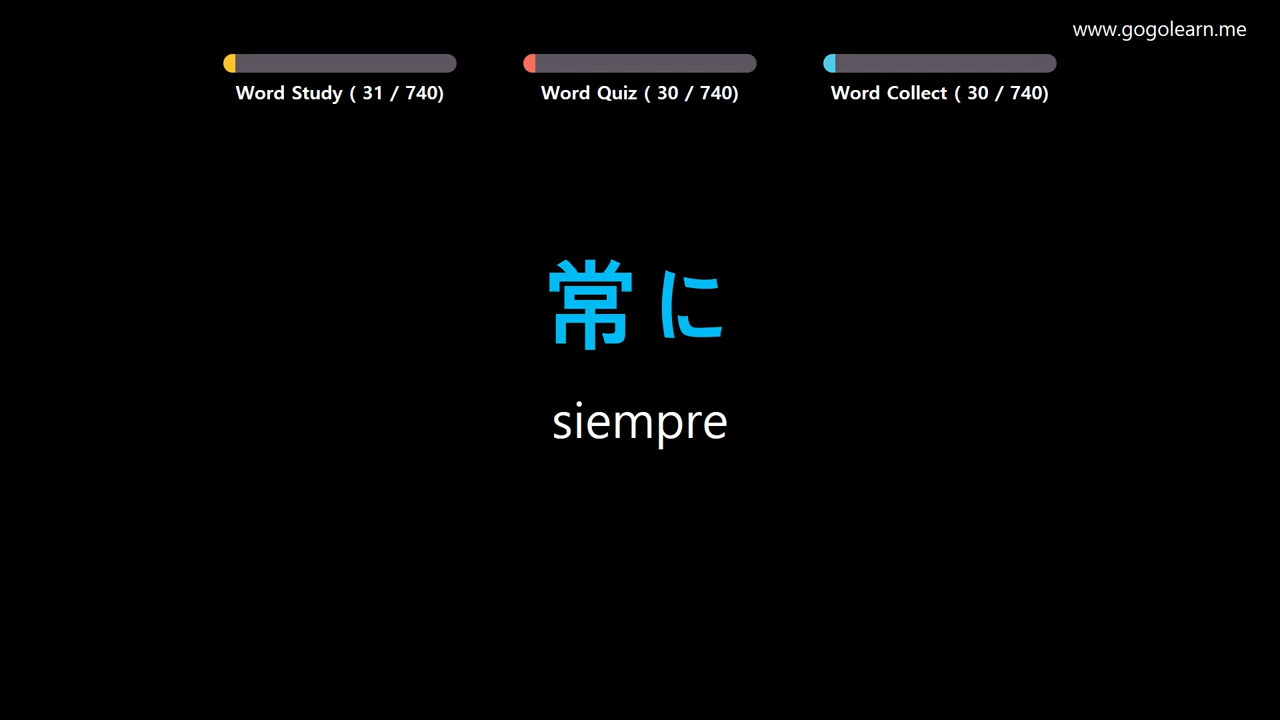 www.gogolearn.me
Word Study ( 31 / 740)
Word Quiz ( 30 / 740)
Word Collect ( 30 / 740)
常に
siempre